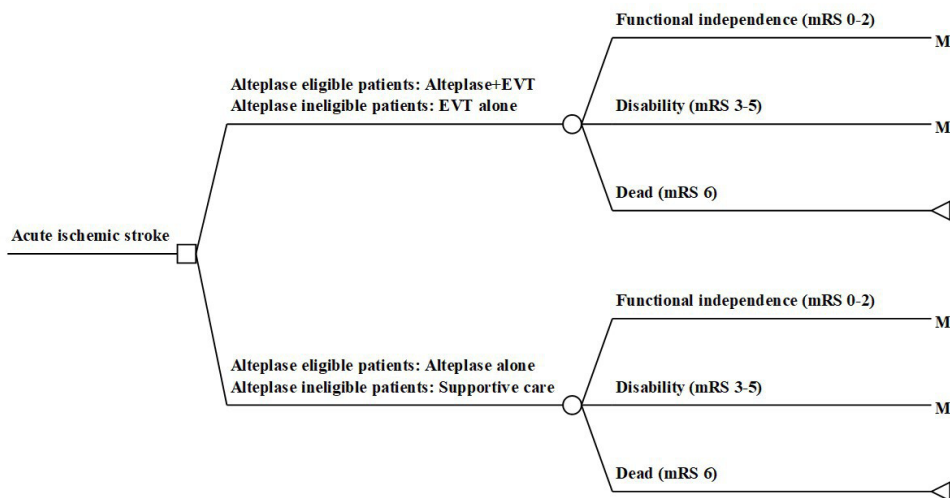 Functional independence (mRS 0-2)
M
Alteplase eligible patients: Alteplase+EVT
Alteplase ineligible patients: EVT alone
Disability (mRS 3-5)
M
Dead (mRS 6)
Acute ischemic stroke
Functional independence (mRS 0-2)
M
Alteplase eligible patients: Alteplase alone
Alteplase ineligible patients: Supportive care
Disability (mRS 3-5)
M
Dead (mRS 6)